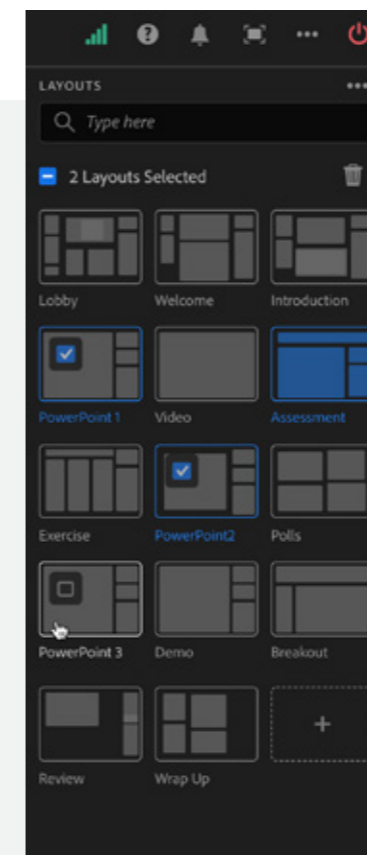 LAYOUTS
Type here
2 Layouts Selected
Lobby
Welcome
Introduction
PowerPoint 1
Video
Assessment
Exercise
PowerPoint2
Polls
PowerPoint 3
Demo
Breakout
Review
Wrap Up